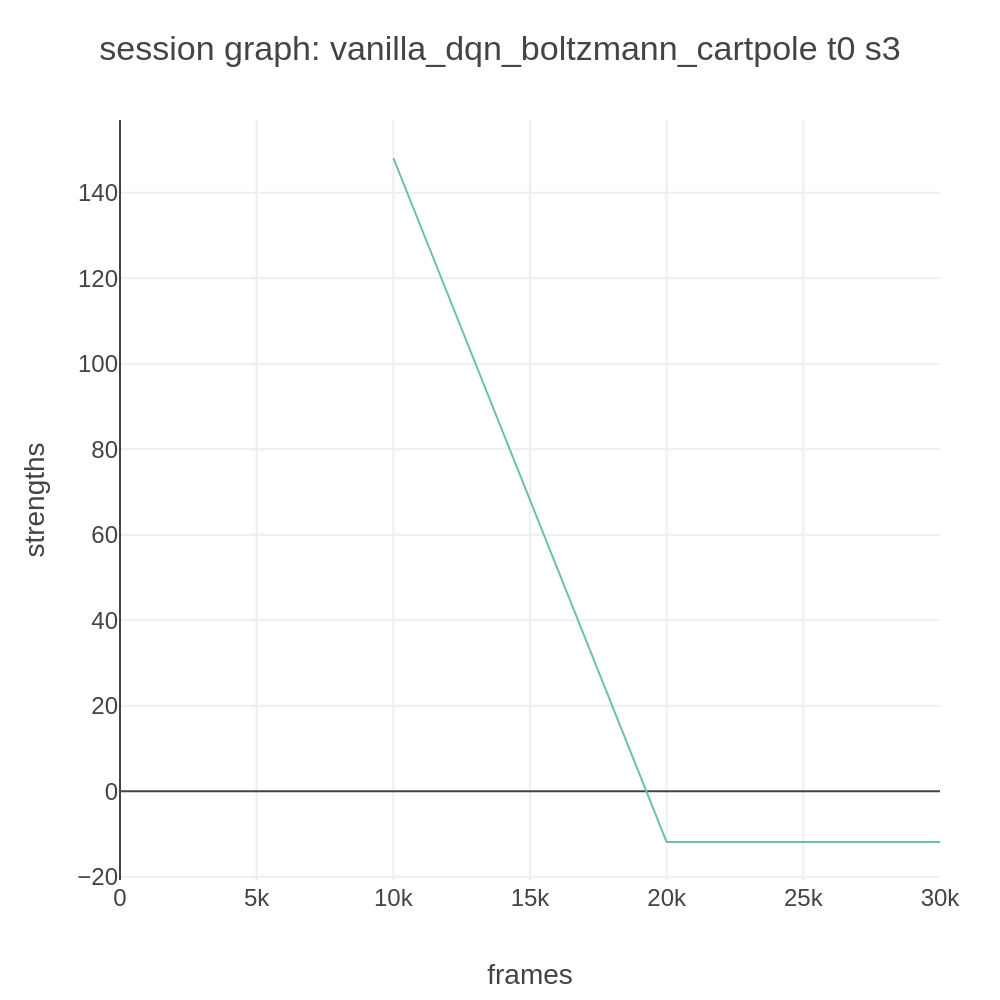 session graph: vanilla_dqn_boltzmann_cartpole t0 s3
140
120
100
80
60
40
20
0
−20
strengths
0 5k 10k 15k 20k 25k 30k
frames